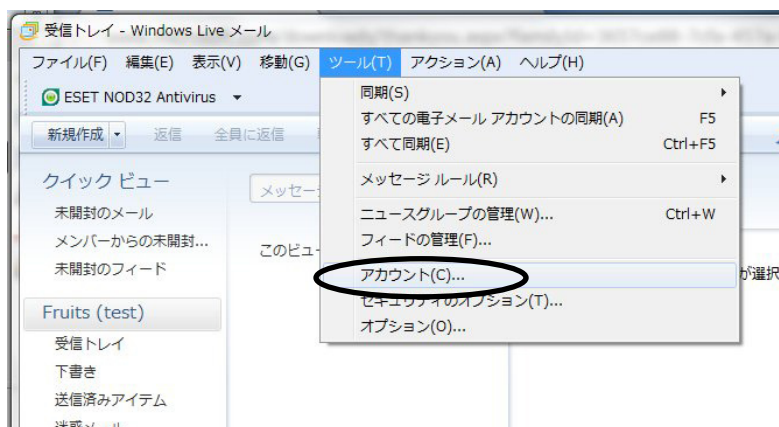 受信トレイ - Windows Live メール
ファイル(F) 編集(E) 表示(V) 移動(G) ツール(T) アクション(A) ヘルプ(H)
ESET NOD32 Antivirus
新規作成 返信 全員に返信
クイック ビュー
未開封のメール
メンバーからの未開封...
未開封のフィード
Fruits (test)
受信トレイ
下書き
送信済みアイテム
迷惑メール
メッセー
このビュー
同期(S)
すべての電子メール アカウントの同期(A) F5
すべて同期(E) Ctrl+F5
メッセージ ルール(R)
ニュースグループの管理(W)... Ctrl+W
フィードの管理(F)...
アカウント(C)...
セキュリティのオプション(T)...
オプション(O)...
が選択